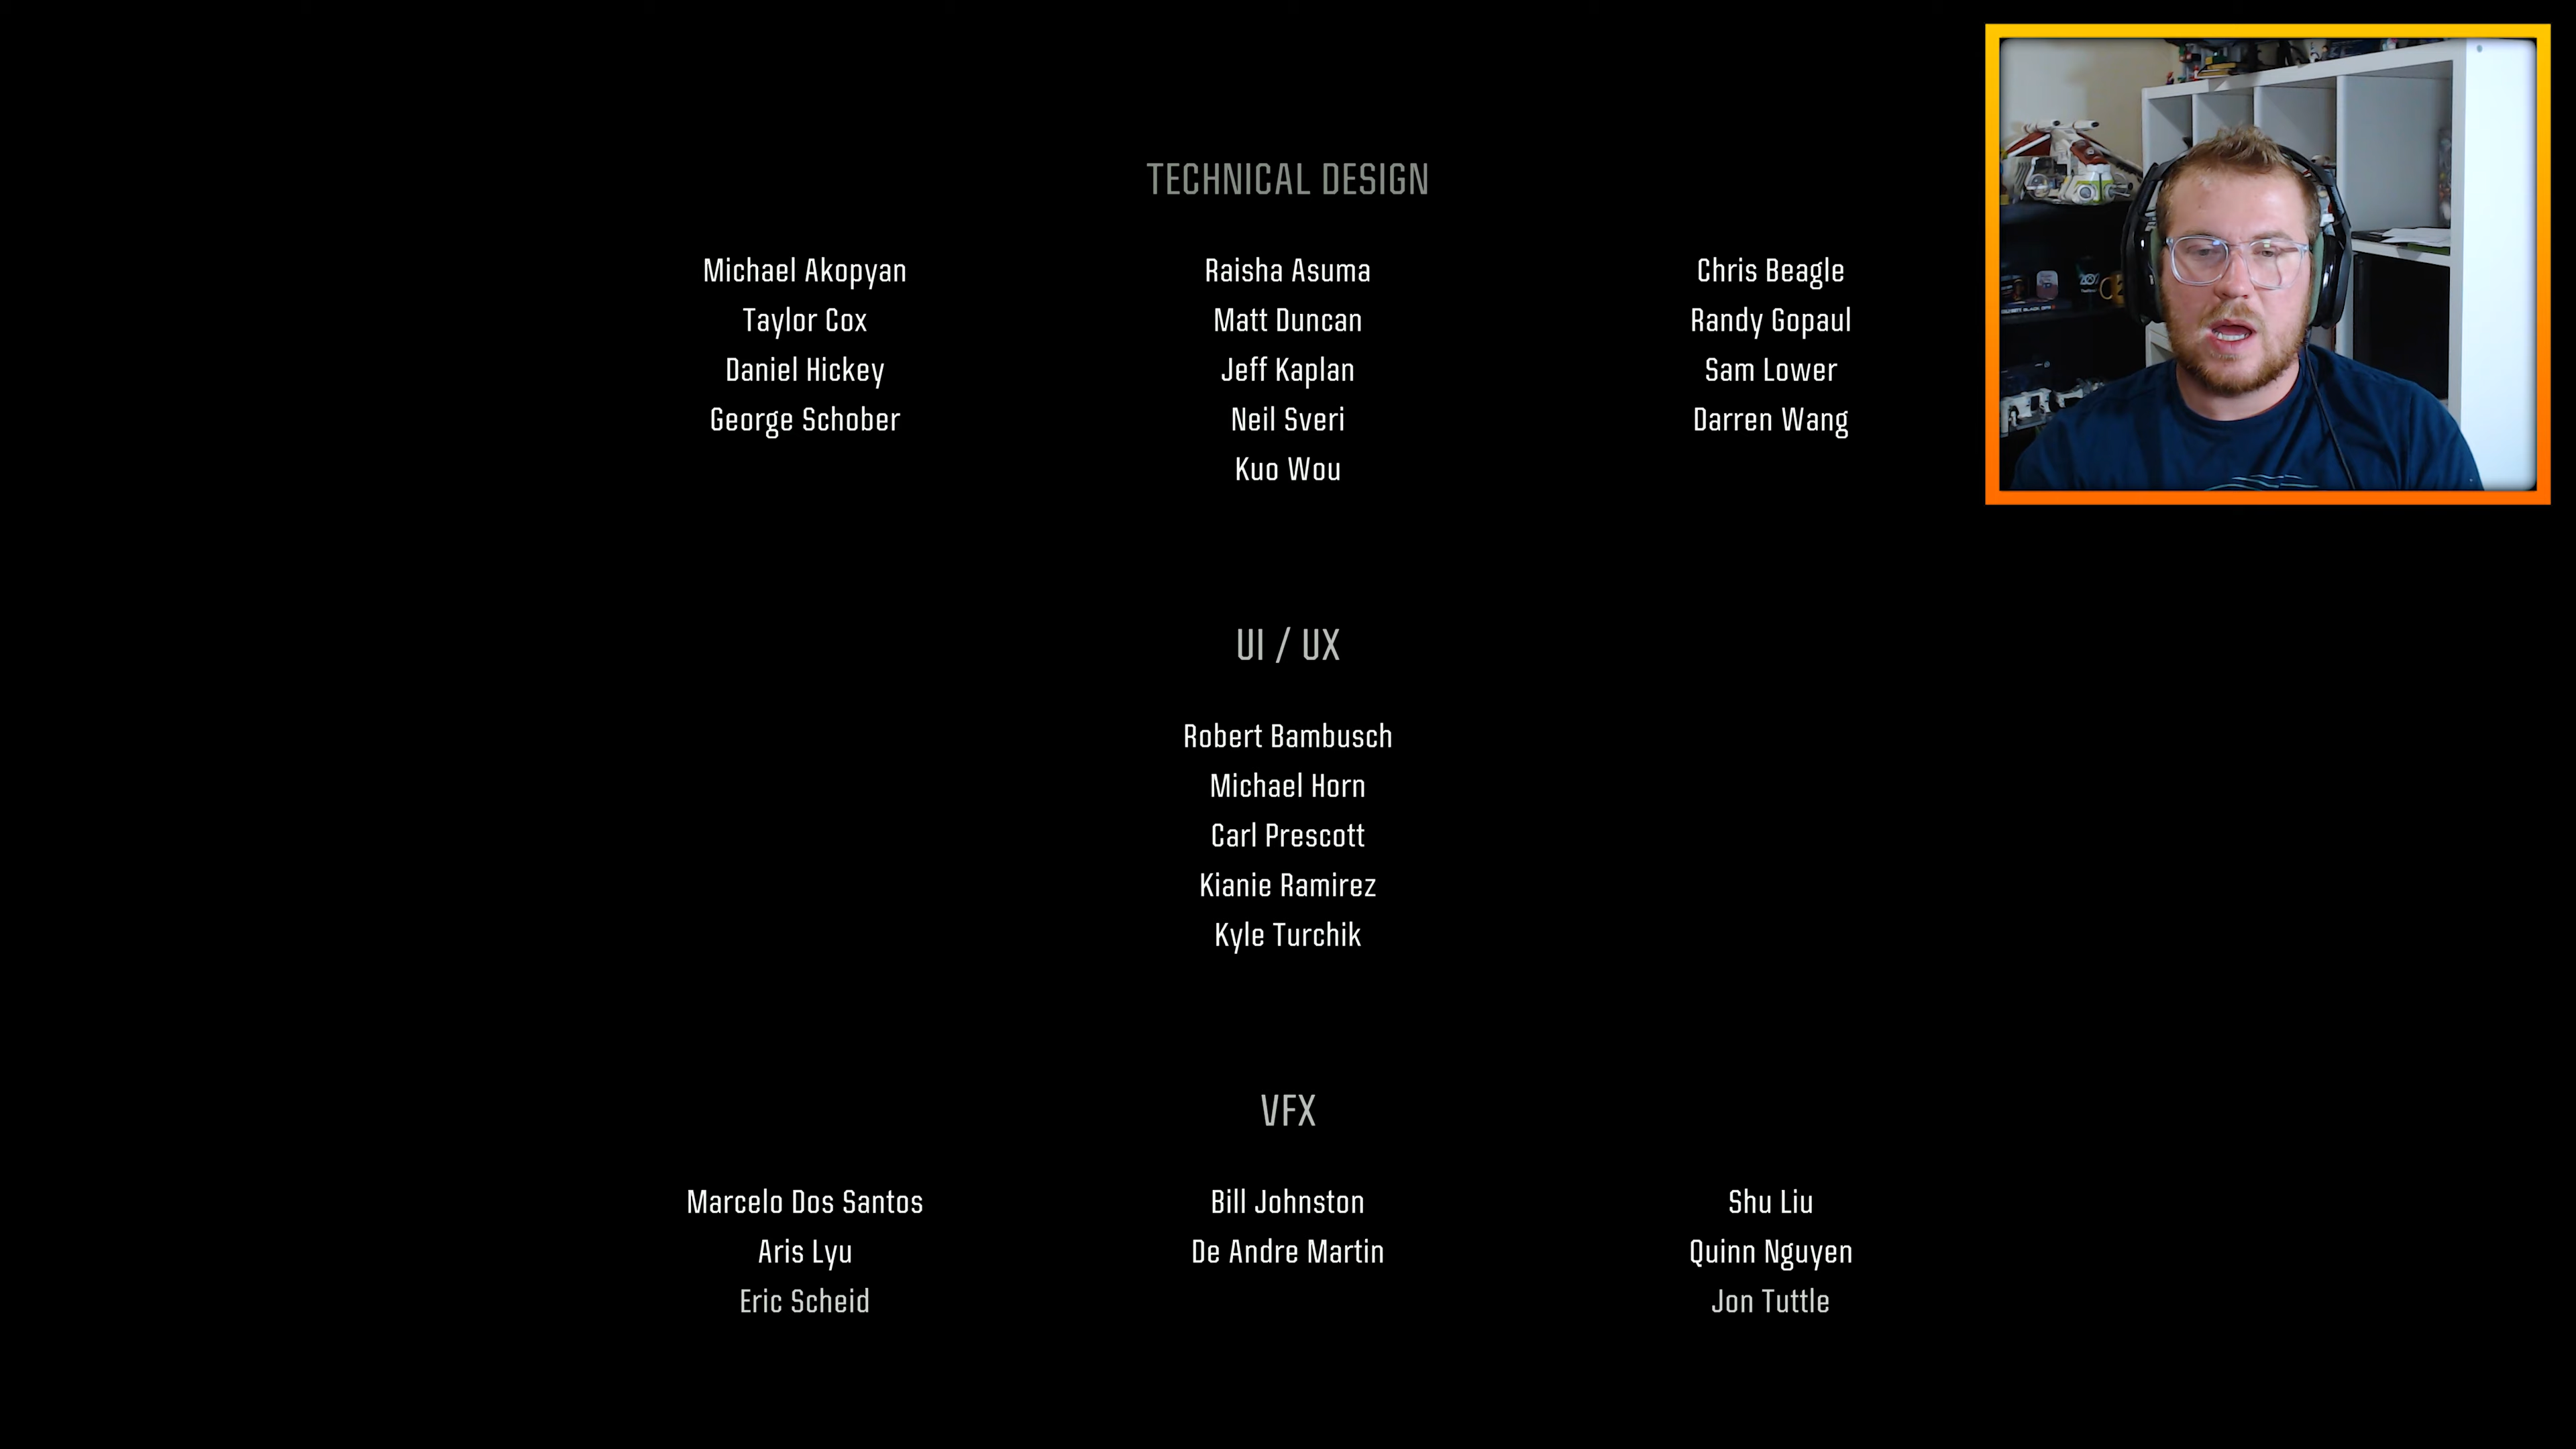 TECHNICAL DESIGN
Michael Akopyan Raisha Asuma Chris Beagle
Taylor Cox Matt Duncan Randy Gopaul
Daniel Hickey Jeff Kaplan Sam Lower
George Schober Neil Sveri Darren Wang
Kuo Wou
UI / UX
Robert Bambusch
Michael Horn
Carl Prescott
Kianie Ramirez
Kyle Turchik
VFX
Marcelo Dos Santos Bill Johnston Shu Liu
Aris Lyu De Andre Martin Quinn Nguyen
Eric Scheid Jon Tuttle